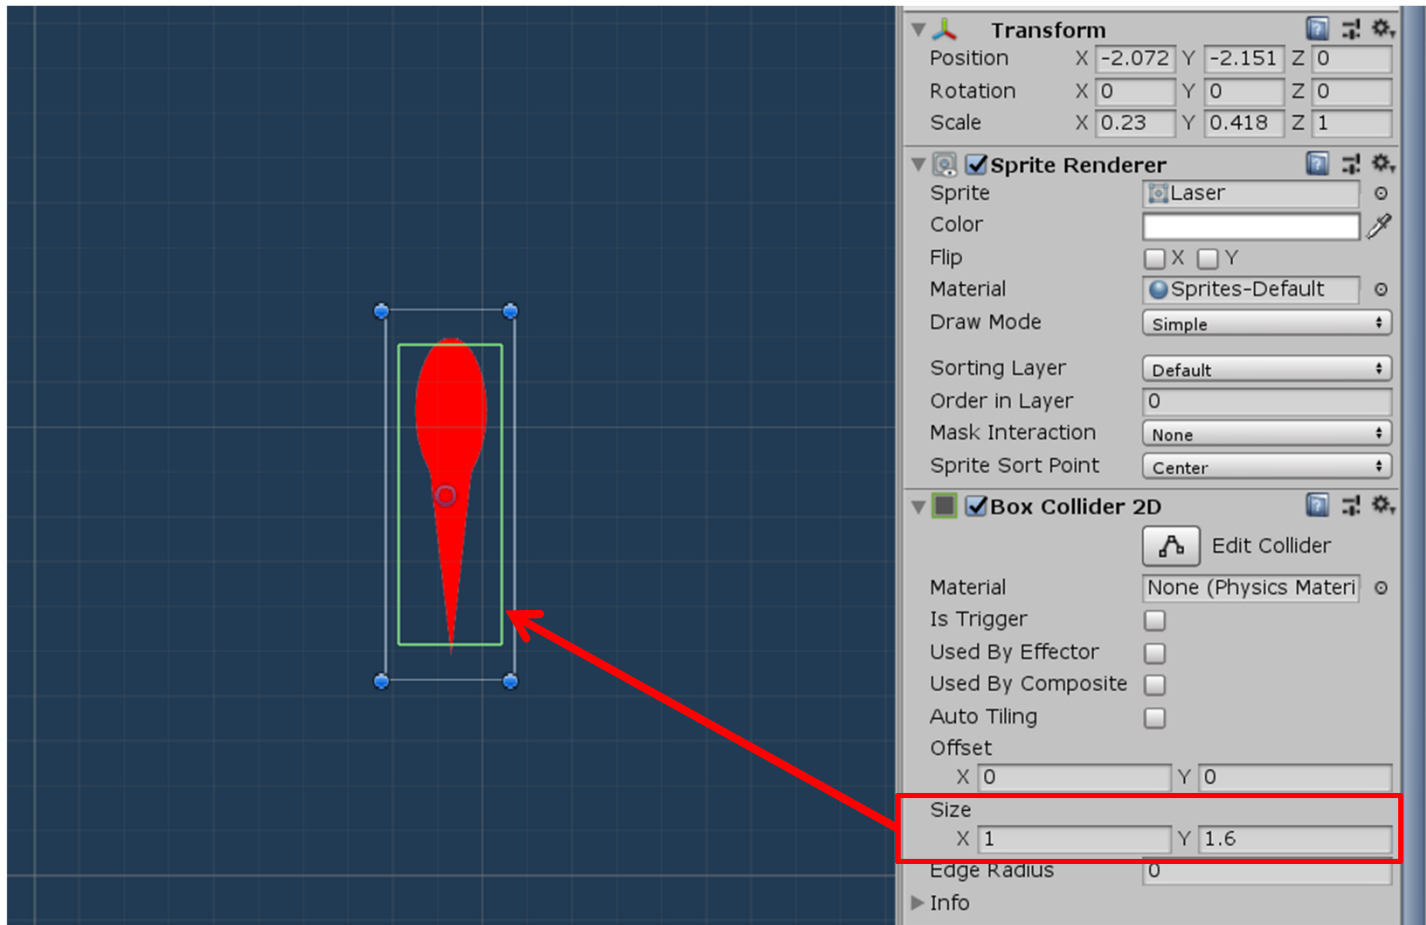 Transform
Position X -2.072 Y -2.151 Z 0
Rotation X 0 Y 0 Z 0
Scale X 0.23 Y 0.418 Z 1
Sprite Renderer
Sprite Laser
Color
Flip X Y
Material Sprites-Default
Draw Mode Simple
Sorting Layer Default
Order in Layer 0
Mask Interaction None
Sprite Sort Point Center
Box Collider 2D
Edit Collider
Material None (Physics Materi
Is Trigger
Used By Effector
Used By Composite
Auto Tiling
Offset
X 0 Y 0
Size
X 1 Y 1.6
Edge Radius 0
Info